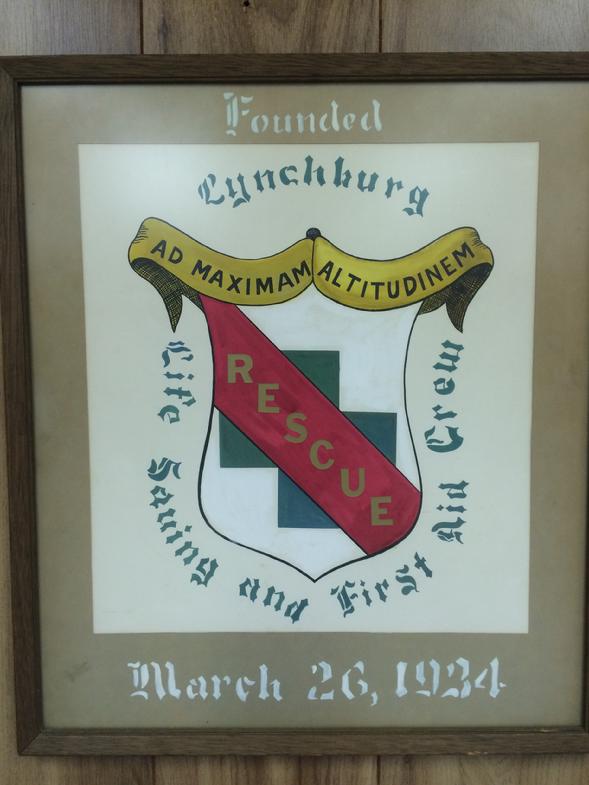 Founded
Lynchburg
AD MAXIMAM ALTITUDINEM
RESCUE
Life Saving and First Aid Crew
March 26, 1934